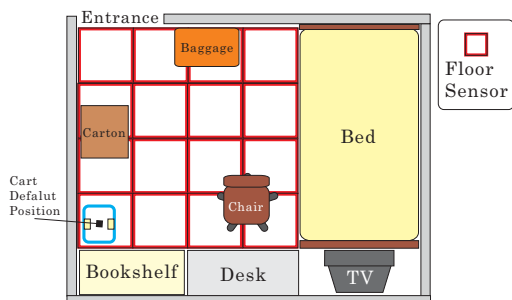 Entrance
Baggage
Floor
Sensor
Carton
Bed
Cart
Defalut
Position
Chair
Bookshelf
Desk
TV